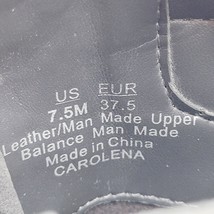 US EUR
7.5M 37.5
Leather/Man Made Upper
Balance Man Made
Made in China
CAROLENA